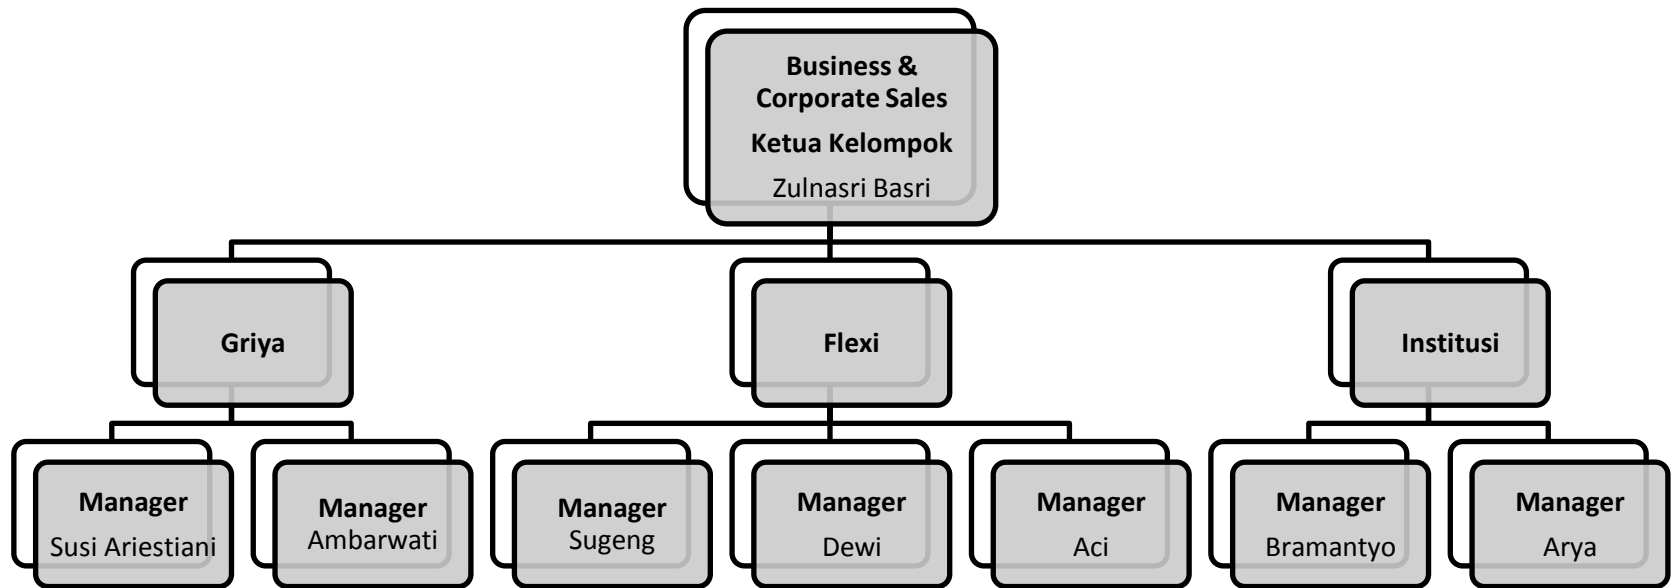 Business &
Corporate Sales
Ketua Kelompok
Zulnasri Basri
Griya
Flexi
Institusi
Manager
Susi Ariestiani
Manager
Ambarwati
Manager
Sugeng
Manager
Dewi
Manager
Aci
Manager
Bramantyo
Manager
Arya